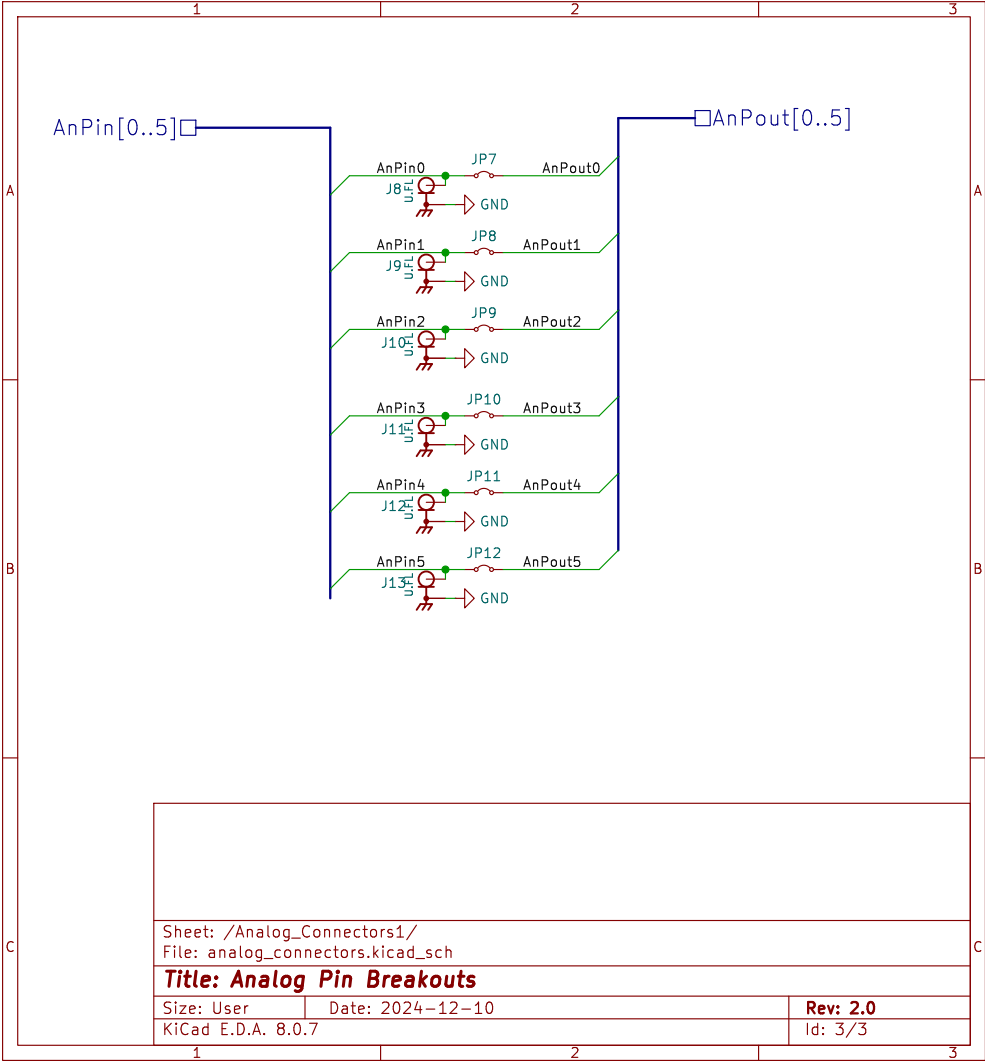 1 2 3
AnPin[0..5] AnPout[0..5]
JP7
AnPin0 AnPout0
A A
J8 U.FL
GND
JP8
AnPin1 AnPout1
J9 U.FL
GND
JP9
AnPin2 AnPout2
J10 U.FL
GND
JP10
AnPin3 AnPout3
J11 U.FL
GND
JP11
AnPin4 AnPout4
J12 U.FL
GND
JP12
AnPin5 AnPout5
B B
J13 U.FL
GND
Sheet: /Analog_Connectors1/
C C
File: analog_connectors.kicad_sch
Title: Analog Pin Breakouts
Size: User Date: 2024-12-10 Rev: 2.0
KiCad E.D.A. 8.0.7 Id: 3/3
1 2 3